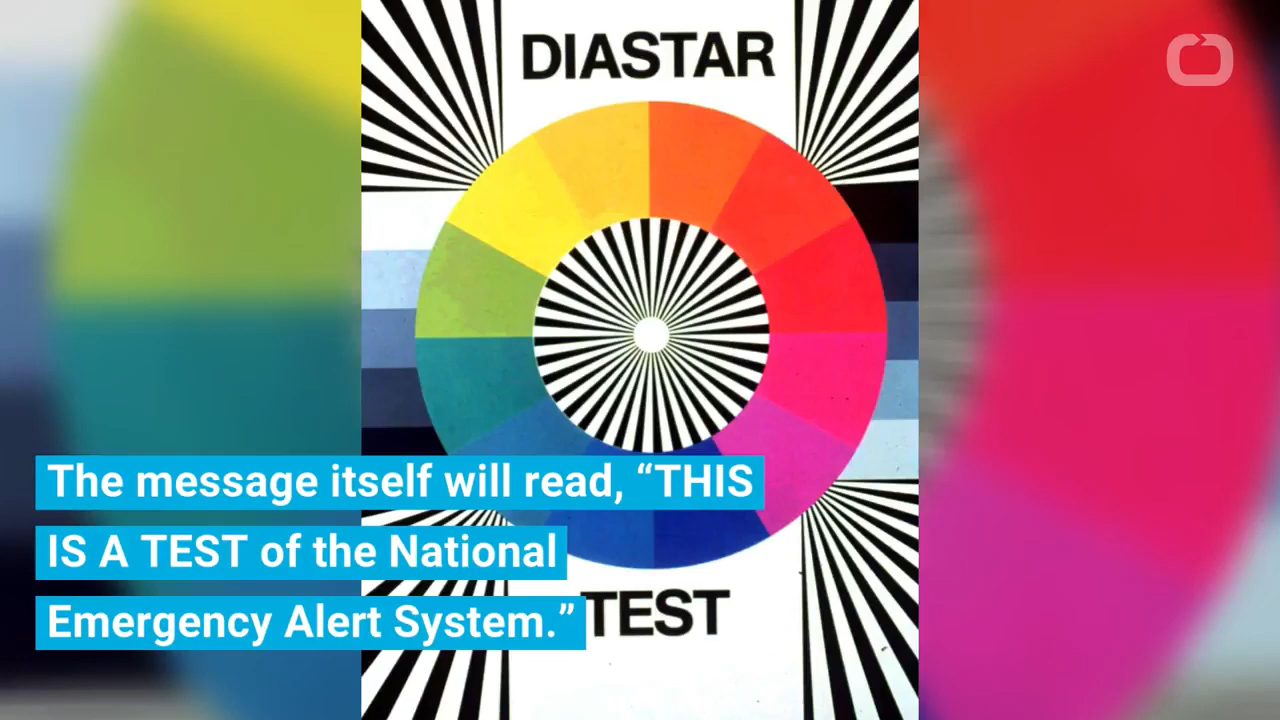 DIASTAR
The message itself will read, “THIS
IS A TEST of the National
Emergency Alert System.”
TEST